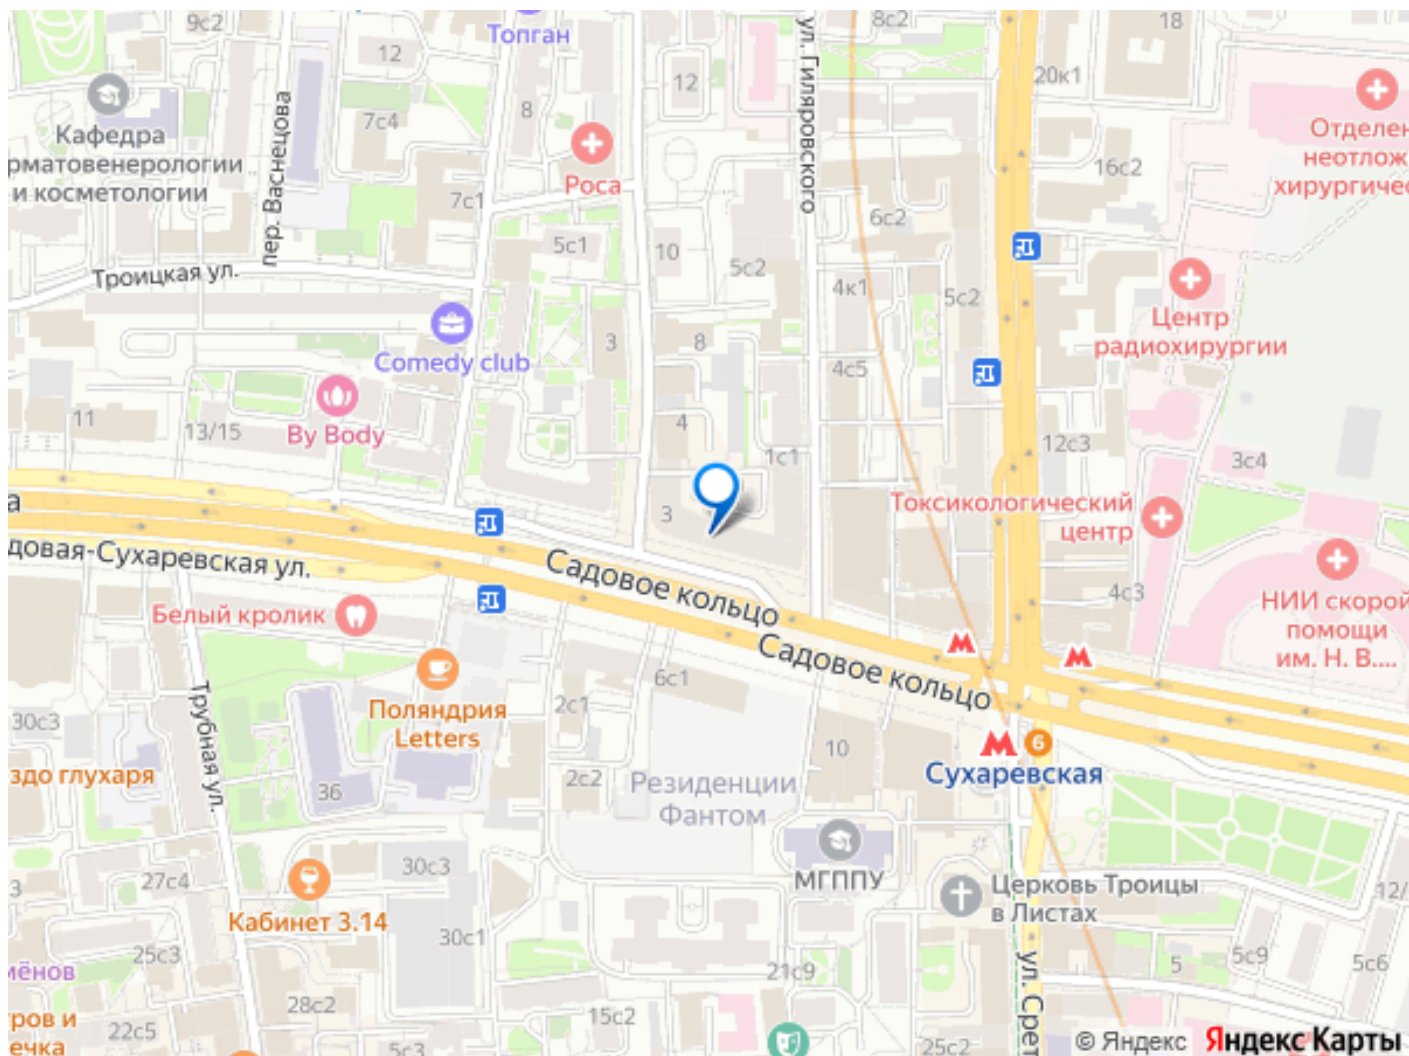 9с2
Топган
8с2
18
12
12
20к1
ул. Гиляровского
пер. Васнецова
Кафедра
рматовенерологии
и косметологии
7с4
8
Отделен
неотлож
хирургичес
16с2
Роса
7с1
6с2
5с1
10
5с2
Троицкая ул.
4к1
5с2
Центр
радиохирургии
3
8
Comedy club
4с5
11
13/15
By Body
4
12с3
1с1
3с4
а
3
Токсикологический
центр
довая-Сухаревская ул.
Садовое кольцо
4с3
Белый кролик
НИИ скорой
помощи
им. Н. В....
Садовое кольцо
6с1
Трубная ул.
2с1
30с3
Поляндрия
Letters
10
6
Сухаревская
здо глухаря
36
2с2
Резиденции
Фантом
30с3
МГППУ
3
27с4
Церковь Троицы
в Листах
12/
Кабинет 3.14
30с1
25с3
мёнов
21с9
5
5с9
5с6
ул. Срет
28с2
ров и
ечка
22с5
15с2
5с3
25с2
© Яндекс Яндекс Карты